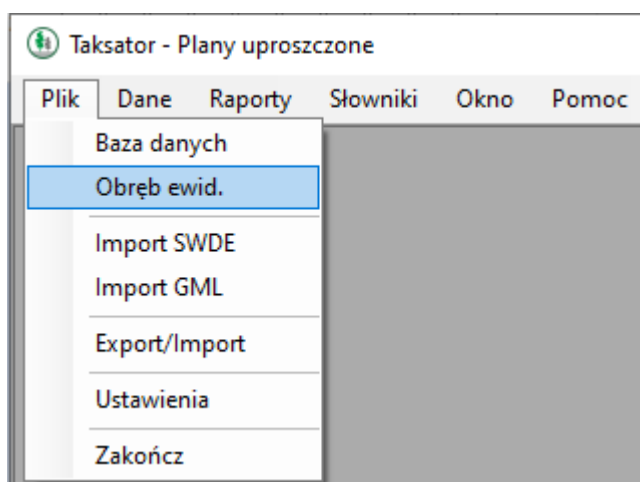 Taksator - Plany uproszczone
Plik Dane Raporty Słowniki Okno Pomoc
Baza danych
Obręb ewid.
Import SWDE
Import GML
Export/Import
Ustawienia
Zakończ